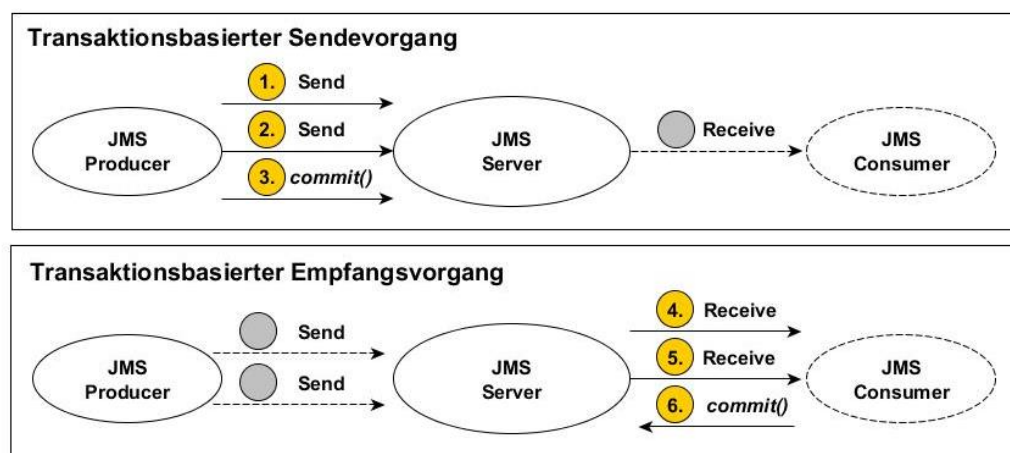 Transaktionsbasierter Sendevorgang
1. Send
2. Send
3. commit()
JMS
Producer
JMS
Server
Receive
JMS
Consumer
Transaktionsbasierter Empfangsvorgang
Send
Send
JMS
Producer
JMS
Server
4. Receive
5. Receive
6. commit()
JMS
Consumer